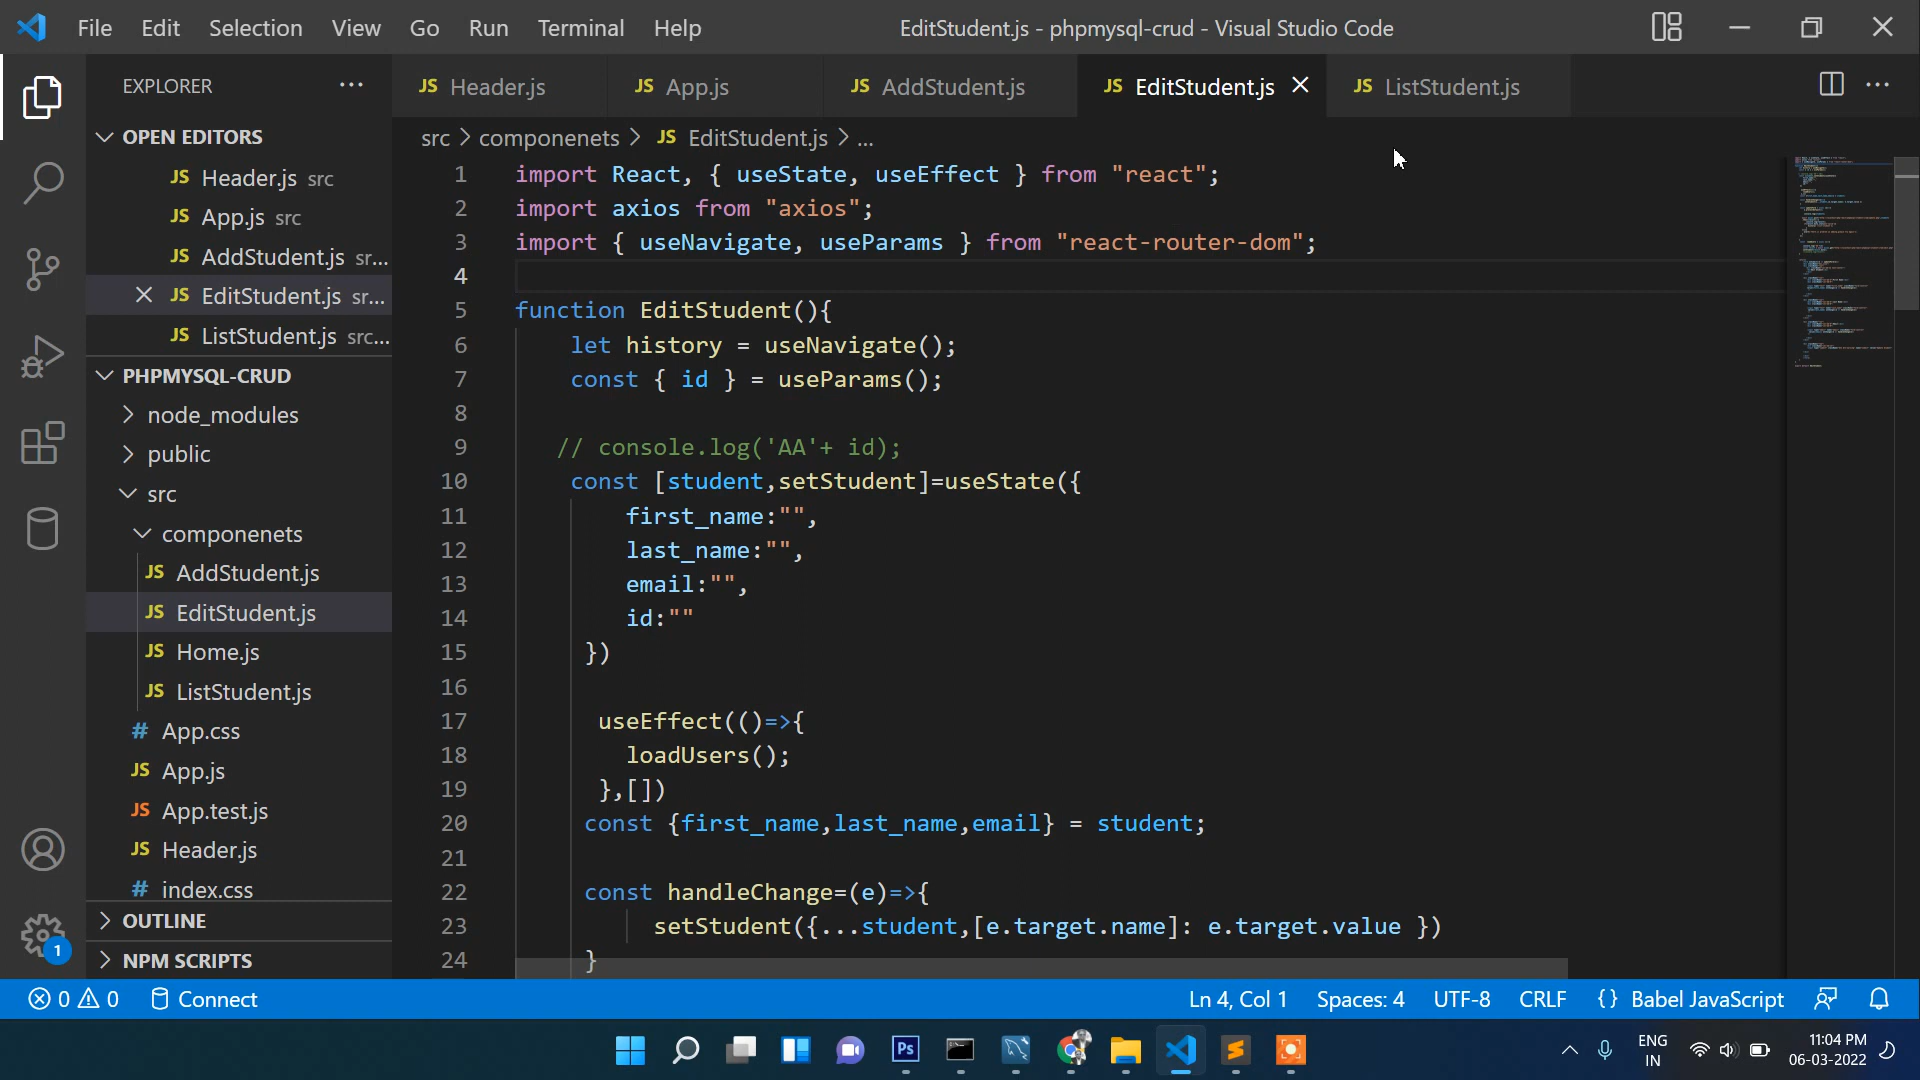 File Edit Selection View Go Run Terminal Help EditStudent.js - phpmysql-crud - Visual Studio Code
EXPLORER
OPEN EDITORS
JS Header.js src
JS App.js src
JS AddStudent.js sr...
JS EditStudent.js sr...
JS ListStudent.js src...
PHPMYSQL-CRUD
node_modules
public
src
componenets
JS AddStudent.js
JS EditStudent.js
JS Home.js
JS ListStudent.js
# App.css
JS App.js
JS App.test.js
JS Header.js
# index.css
OUTLINE
NPM SCRIPTS
1
JS Header.js JS App.js JS AddStudent.js JS EditStudent.js JS ListStudent.js
src > componenets > JS EditStudent.js > ...
1 import React, { useState, useEffect } from "react";
2 import axios from "axios";
3 import { useNavigate, useParams } from "react-router-dom";
4
5 function EditStudent(){
6 let history = useNavigate();
7 const { id } = useParams();
8
9 // console.log('AA'+ id);
10 const [student,setStudent]=useState({
11 first_name:"",
12 last_name:"",
13 email:"",
14 id:""
15 })
16
17 useEffect(()=>{
18 loadUsers();
19 },[])
20 const {first_name,last_name,email} = student;
21
22 const handleChange=(e)=>{
23 setStudent({...student,[e.target.name]: e.target.value })
24 }
0 0 Connect Ln 4, Col 1 Spaces: 4 UTF-8 CRLF {} Babel JavaScript
Ps
ENG
IN
11:04 PM
06-03-2022